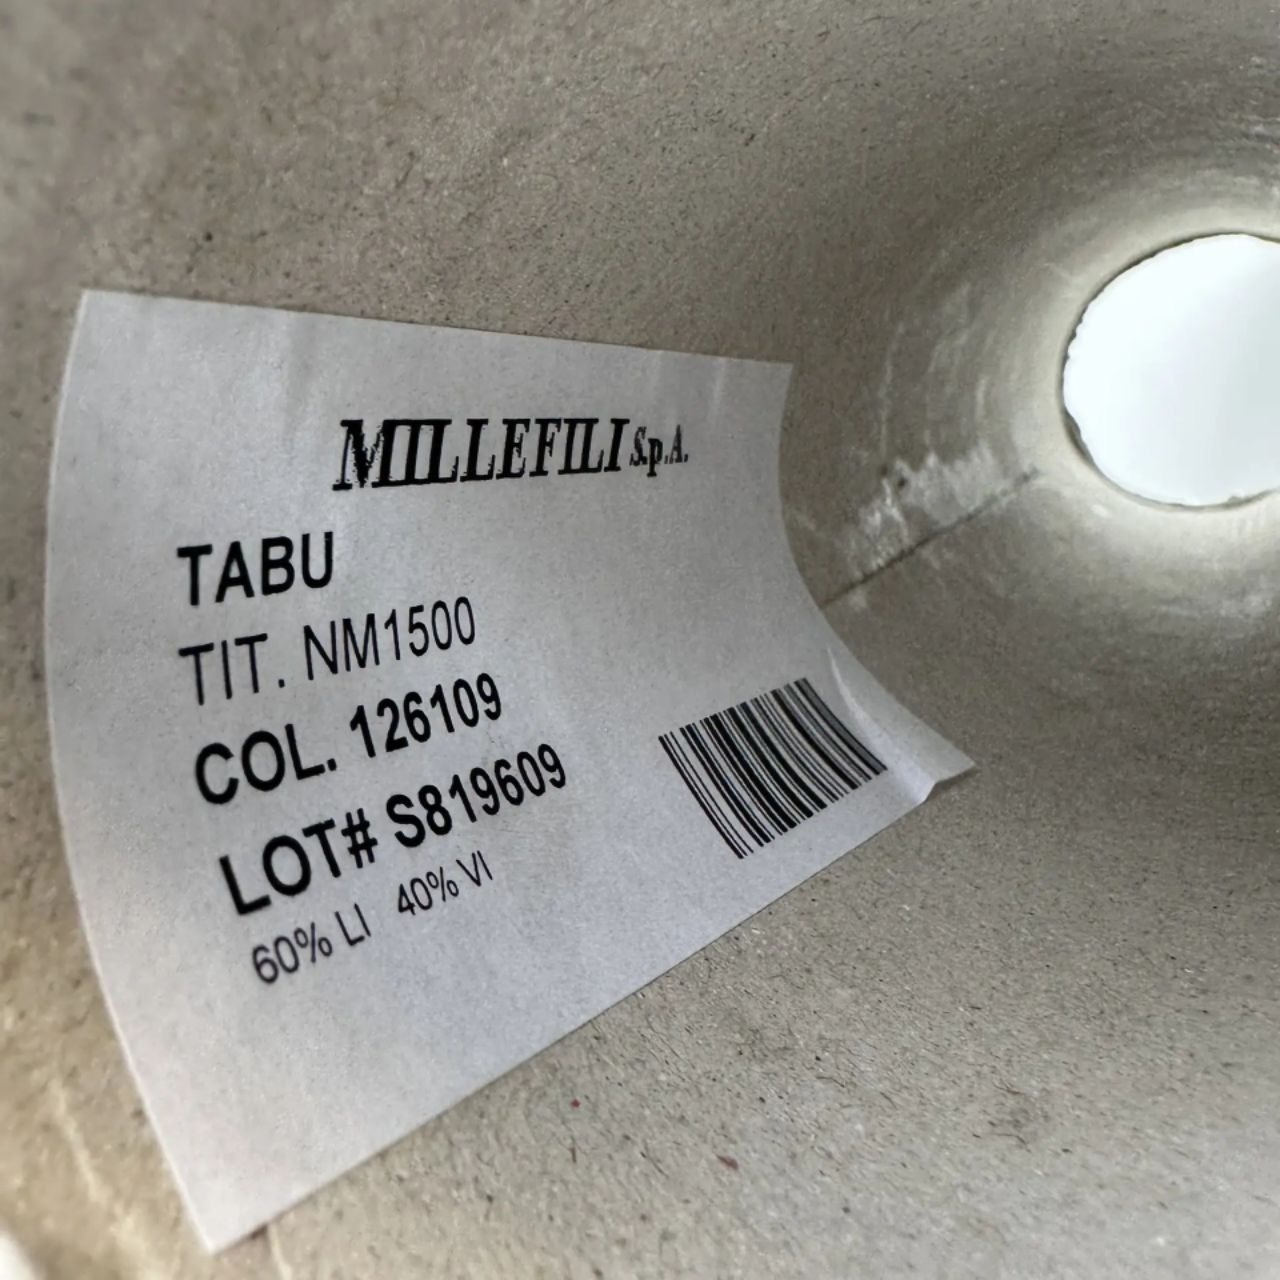 MILLEFILI S.p.A.
TABU
TIT. NM1500
COL. 126109
LOT# S819609
60% LI 40% VI